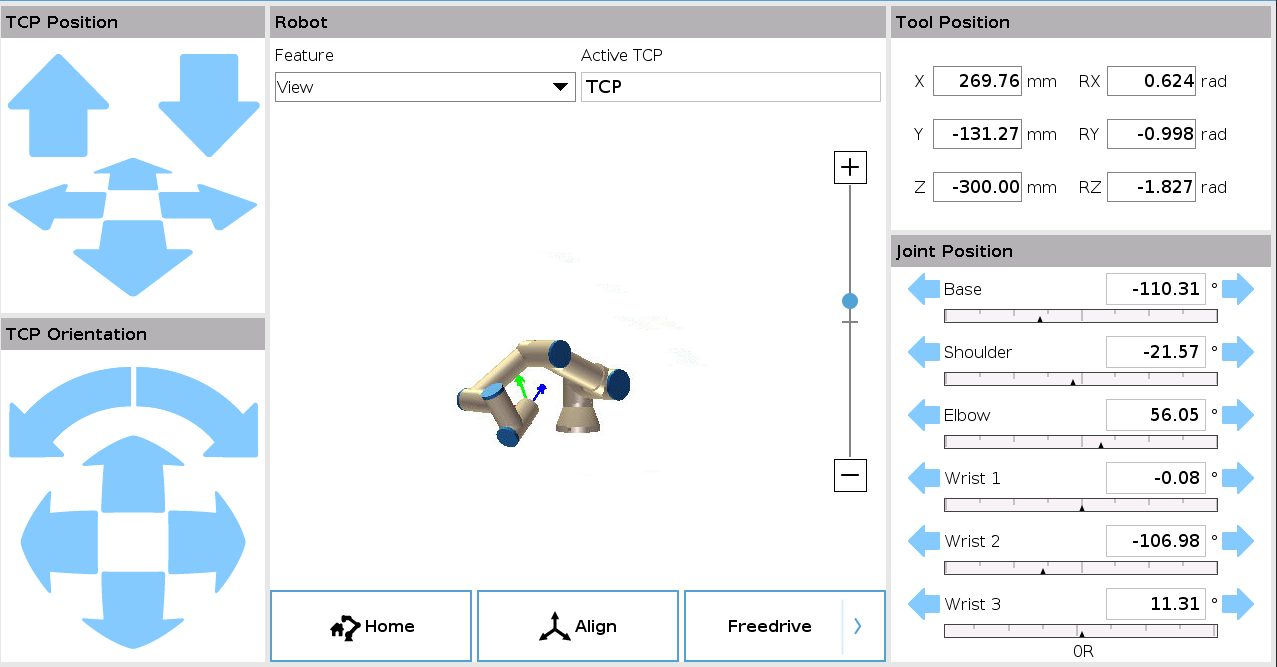 TCP Position
TCP Orientation
Robot
Feature
Active TCP
View
TCP
Home
Align
Freedrive
Tool Position
X 269.76 mm RX 0.624 rad
Y -131.27 mm RY -0.998 rad
Z -300.00 mm RZ -1.827 rad
Joint Position
Base -110.31 °
Shoulder -21.57 °
Elbow 56.05 °
Wrist 1 -0.08 °
Wrist 2 -106.98 °
Wrist 3 11.31 °
0R